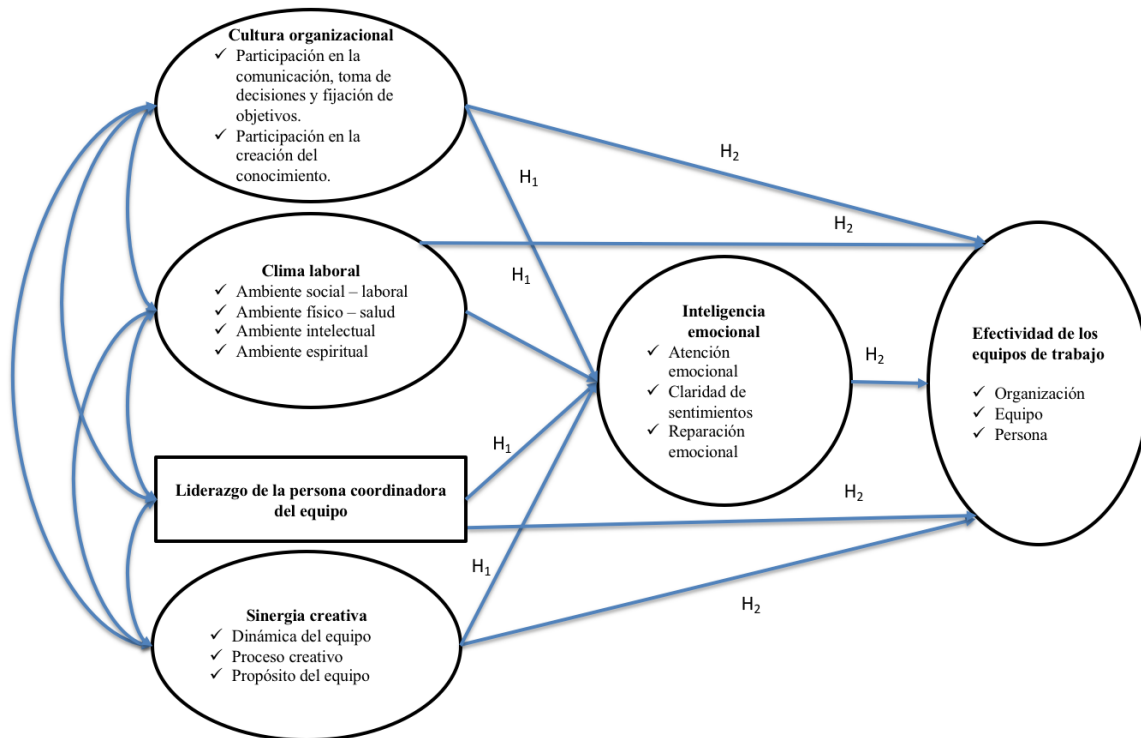 Cultura organizacional
✓ Participación en la
comunicación, toma de
decisiones y fijación de
objetivos.
✓ Participación en la
creación del
conocimiento.
H₂
H₁
H₂
Clima laboral
✓ Ambiente social – laboral
✓ Ambiente físico – salud
✓ Ambiente intelectual
✓ Ambiente espiritual
H₁
Inteligencia
emocional
✓ Atención
emocional
✓ Claridad de
sentimientos
✓ Reparación
emocional
H₂
Efectividad de los
equipos de trabajo
✓ Organización
✓ Equipo
✓ Persona
Liderazgo de la persona coordinadora
del equipo
H₁
H₂
H₁
Sinergia creativa
✓ Dinámica del equipo
✓ Proceso creativo
✓ Propósito del equipo
H₂